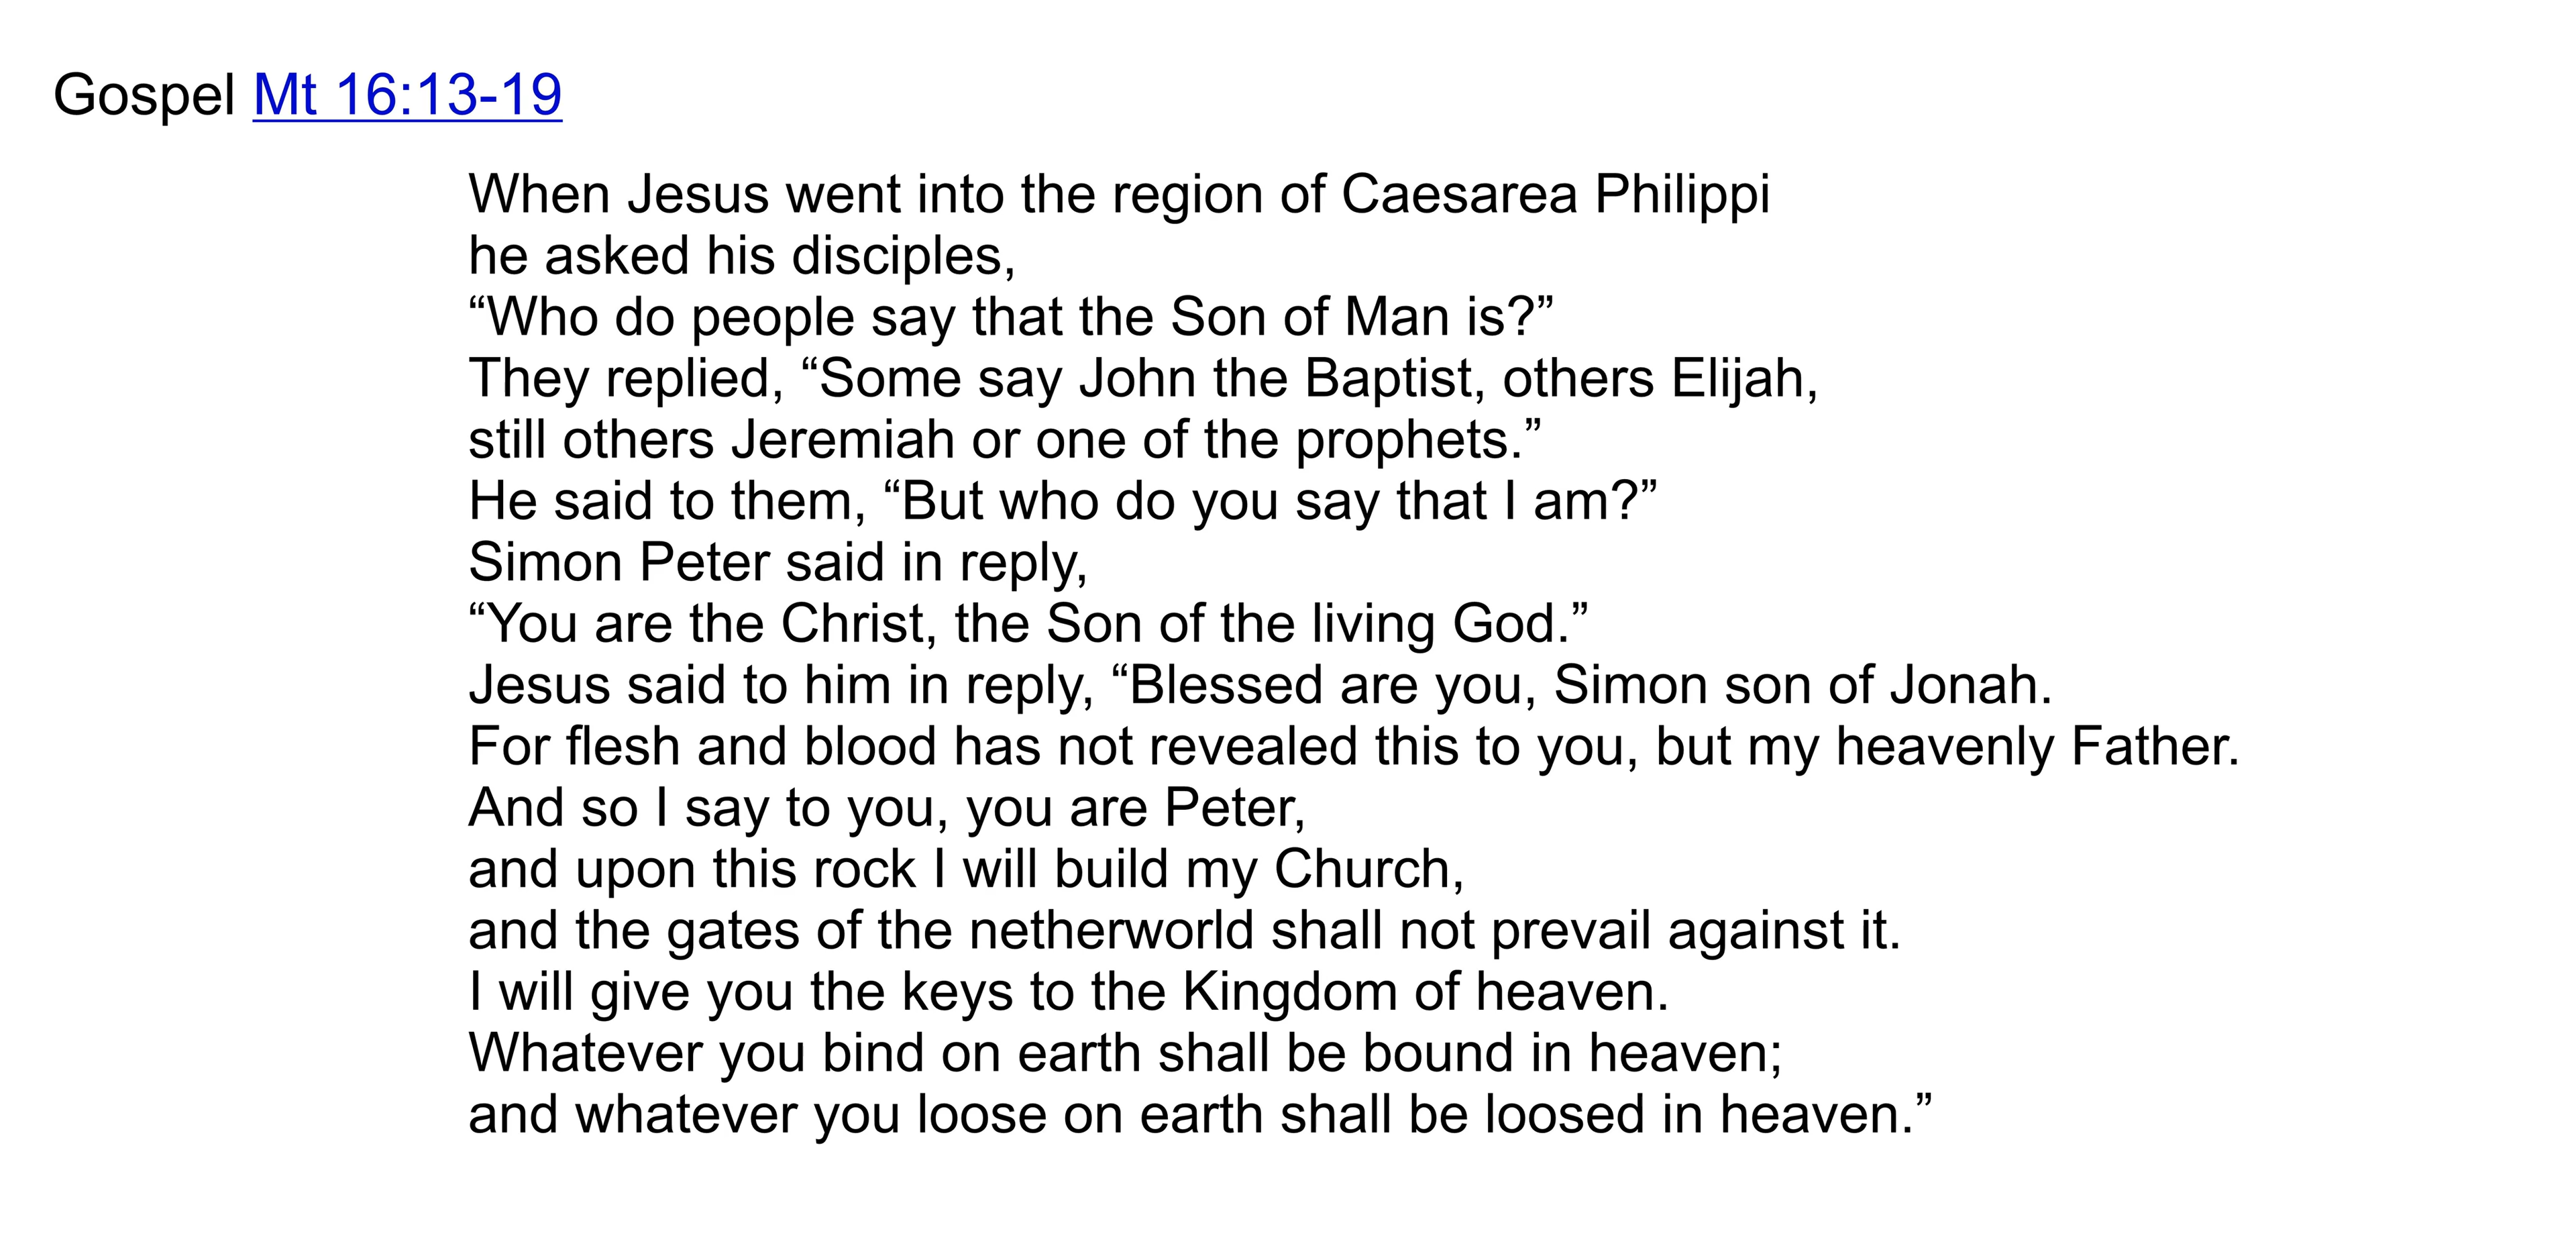 Gospel Mt 16:13-19
When Jesus went into the region of Caesarea Philippi
he asked his disciples,
“Who do people say that the Son of Man is?”
They replied, “Some say John the Baptist, others Elijah,
still others Jeremiah or one of the prophets.”
He said to them, “But who do you say that I am?”
Simon Peter said in reply,
“You are the Christ, the Son of the living God.”
Jesus said to him in reply, “Blessed are you, Simon son of Jonah.
For flesh and blood has not revealed this to you, but my heavenly Father.
And so I say to you, you are Peter,
and upon this rock I will build my Church,
and the gates of the netherworld shall not prevail against it.
I will give you the keys to the Kingdom of heaven.
Whatever you bind on earth shall be bound in heaven;
and whatever you loose on earth shall be loosed in heaven.”